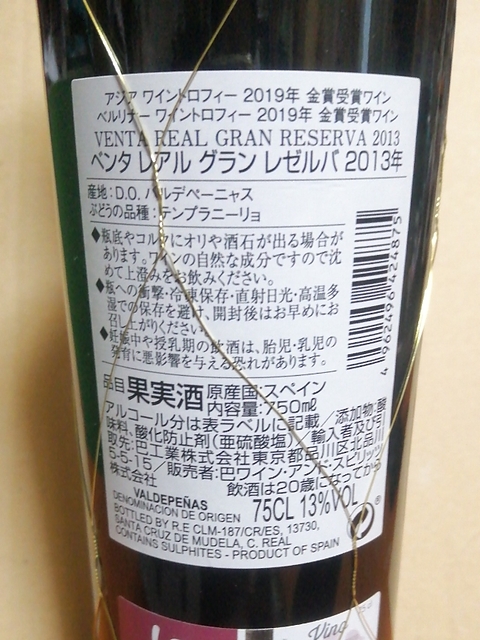 アジア ワイントロフィー 2019年 金賞受賞ワイン
ベルリナー ワイントロフィー 2019年 金賞受賞ワイン
VENTA REAL GRAN RESERVA 2013
ベンタ レアル グラン レゼルバ 2013年
産地：D.O. バルデペーニャス
ぶどうの品種：テンプラニーリョ
◆瓶底やコルクにオリや酒石が出る場合が
あります。ワインの自然な成分ですので沈
めて上澄みをお飲みください。
◆瓶への衝撃・冷凍保存・直射日光・高温多
湿での保存を避け、開封後はお早めにお
召し上がりください。
◆妊娠中や授乳期の飲酒は、胎児・乳児の
発育に悪影響を与える恐れがあります。
4 962496 424875
品目 果実酒 原産国：スペイン
内容量：750㎖
アルコール分は表ラベルに記載／添加物：酸
味料、酸化防止剤（亜硫酸塩）／輸入者及び引
取先：巴工業株式会社東京都品川区北品川
5-5-15／販売者：巴ワイン・アンド・スピリッツ
株式会社
飲酒は20歳になってから
VALDEPEÑAS
DENOMINACION DE ORIGEN
75CL 13%VOL
BOTTLED BY R.E CLM-187/CR/ES, 13730,
SANTA CRUZ DE MUDELA, C. REAL
CONTAINS SULPHITES - PRODUCT OF SPAIN
®
Vino